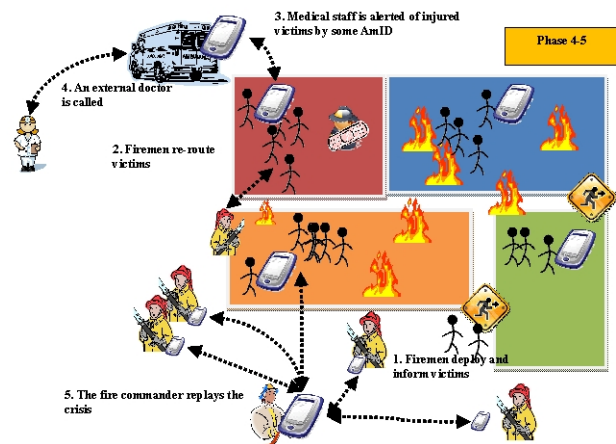 3. Medical staff is alerted of injured
victims by some AmID
Phase 4-5
4. An external doctor
is called
2. Firemen re-route
victims
1. Firemen deploy and
inform victims
5. The fire commander replays the
crisis